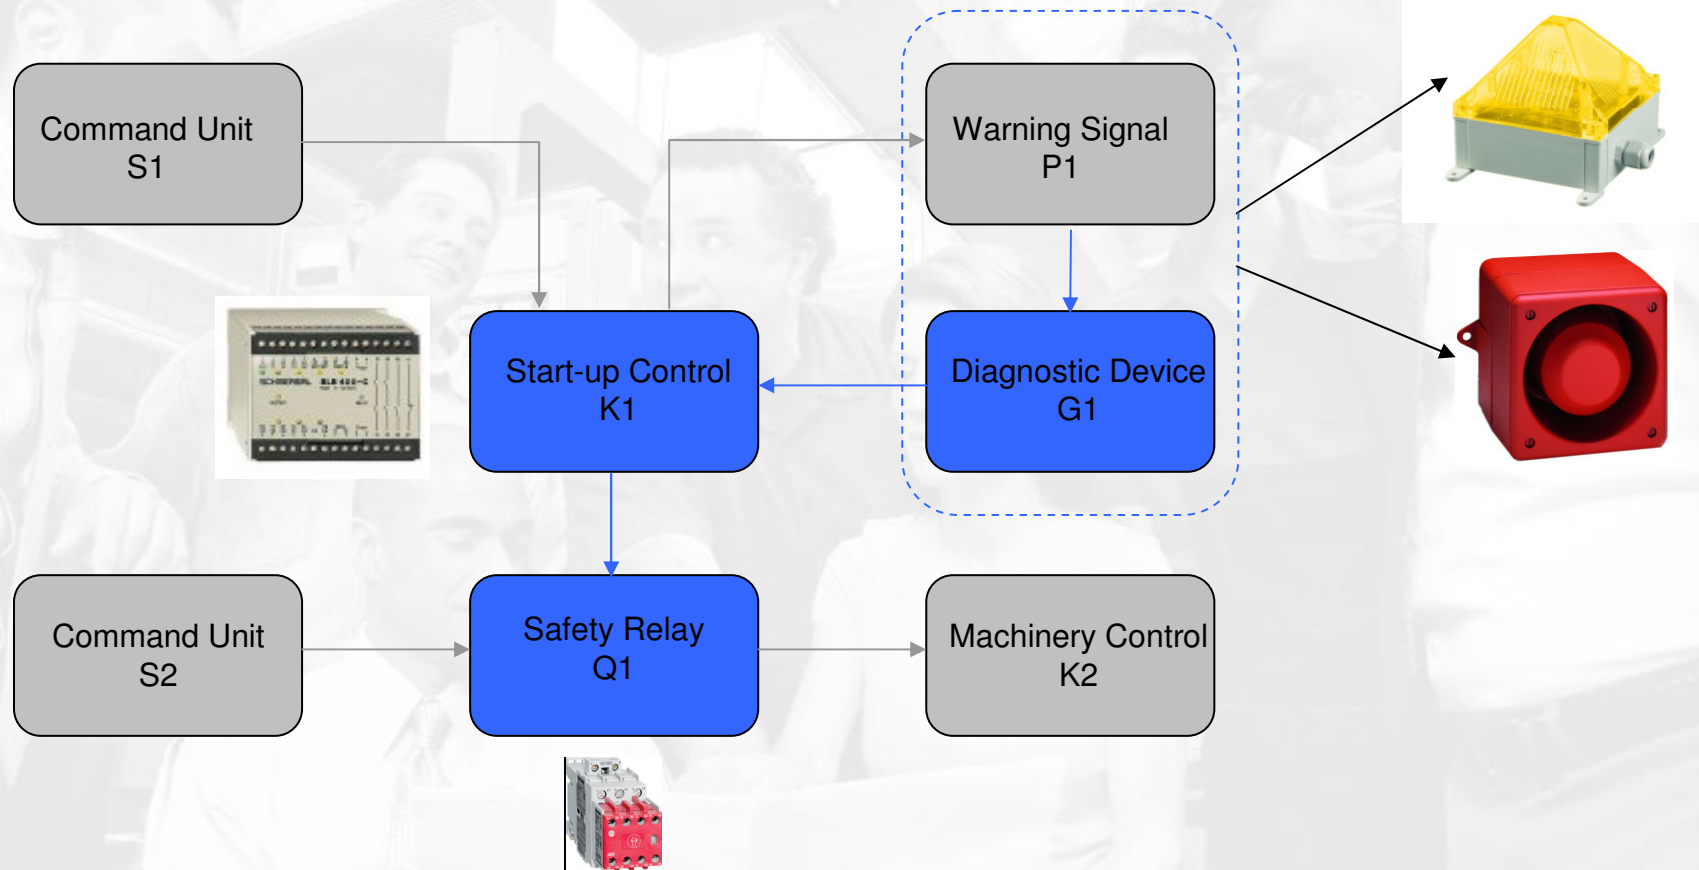 Command Unit
S1
Warning Signal
P1
Start-up Control
K1
Diagnostic Device
G1
SCHMERSAL
Command Unit
S2
Safety Relay
Q1
Machinery Control
K2